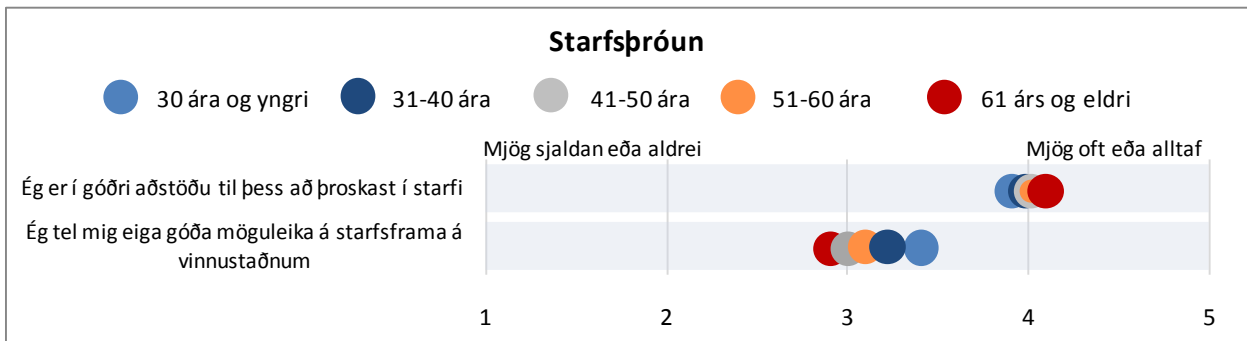 Starfsþróun
30 ára og yngri
31-40 ára
41-50 ára
51-60 ára
61 árs og eldri
Mjög sjaldan eða aldrei
Mjög oft eða alltaf
Ég er í góðri aðstöðu til þess að þroskast í starfi
Ég tel mig eiga góða möguleika á starfsframa á
vinnustaðnum
1 2 3 4 5